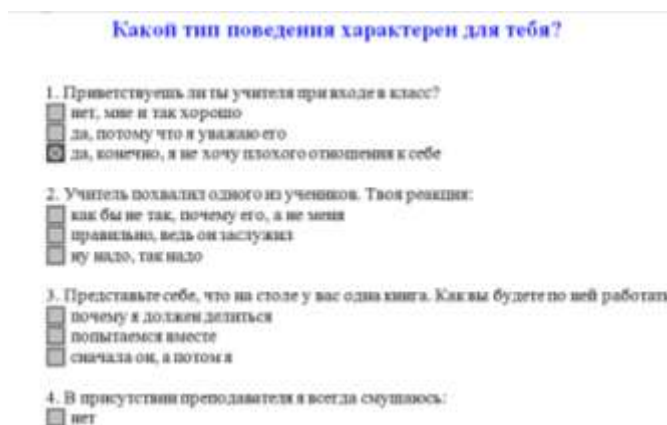 Какой тип поведения характерен для тебя?
1. Приветствуешь ли ты учителя при входе в класс?
нет, мне и так хорошо
да, потому что я уважаю его
да, конечно, я не хочу плохого отношения к себе
2. Учитель похвалил одного из учеников. Твоя реакция:
как бы не так, почему его, а не меня
правильно, ведь он заслужил
ну надо, так надо
3. Представьте себе, что на столе у вас одна книга. Как вы будете по ней работать
почему я должен делиться
попытаемся вместе
сначала он, а потом я
4. В присутствии преподавателя я всегда смущаюсь:
нет